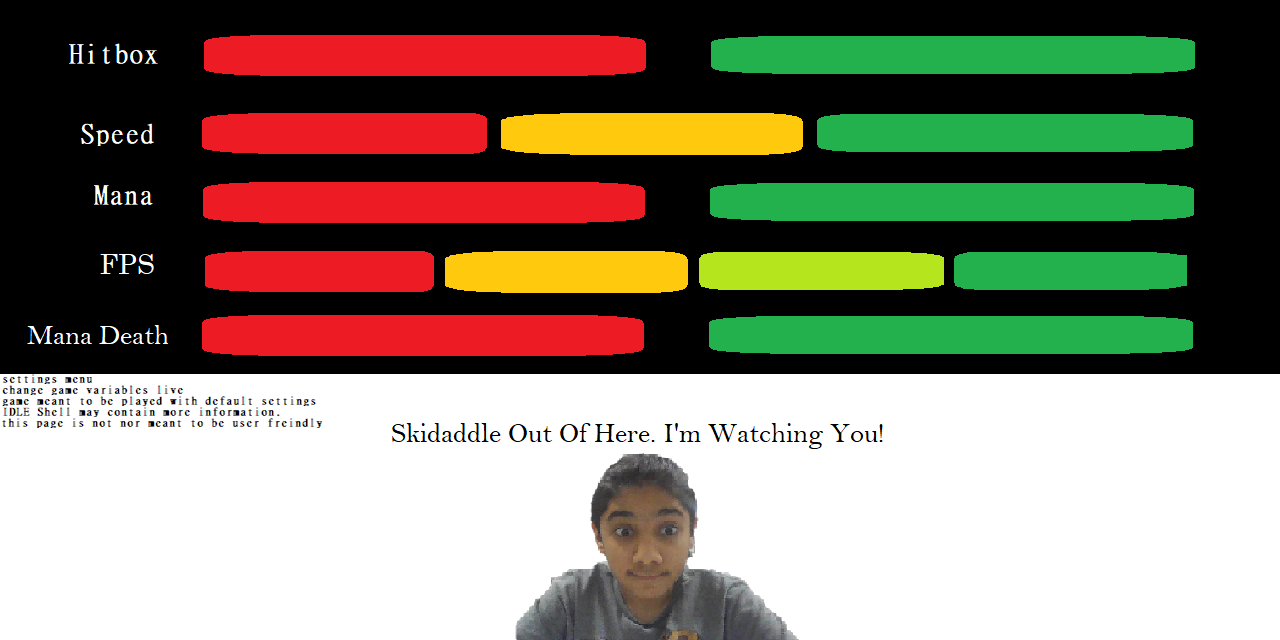 Hitbox
Speed
Mana
FPS
Mana Death
settings menu
change game variables live
game meant to be played with default settings
IDLE Shell may contain more information.
this page is not nor meant to be user freindly
Skidaddle Out Of Here. I'm Watching You!